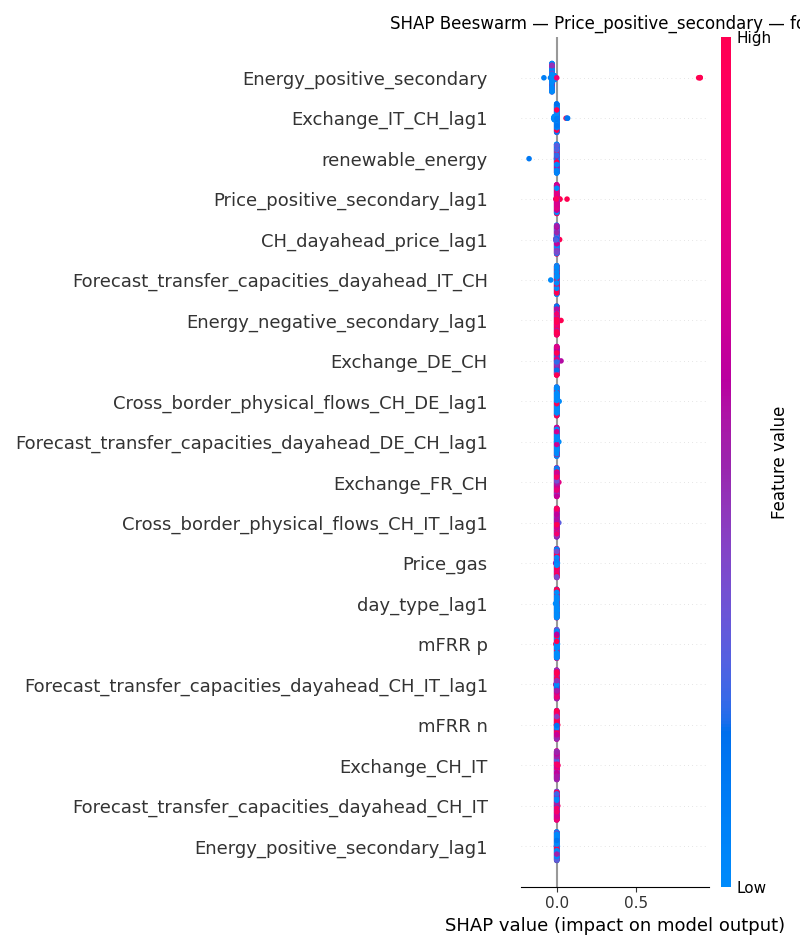 SHAP Beeswarm — Price_positive_secondary — fo
High
Energy_positive_secondary
Exchange_IT_CH_lag1
renewable_energy
Price_positive_secondary_lag1
CH_dayahead_price_lag1
Forecast_transfer_capacities_dayahead_IT_CH
Energy_negative_secondary_lag1
Exchange_DE_CH
Cross_border_physical_flows_CH_DE_lag1
Forecast_transfer_capacities_dayahead_DE_CH_lag1
Exchange_FR_CH
Cross_border_physical_flows_CH_IT_lag1
Price_gas
day_type_lag1
mFRR p
Forecast_transfer_capacities_dayahead_CH_IT_lag1
mFRR n
Exchange_CH_IT
Forecast_transfer_capacities_dayahead_CH_IT
Energy_positive_secondary_lag1
Feature value
Low
0.0 0.5
SHAP value (impact on model output)